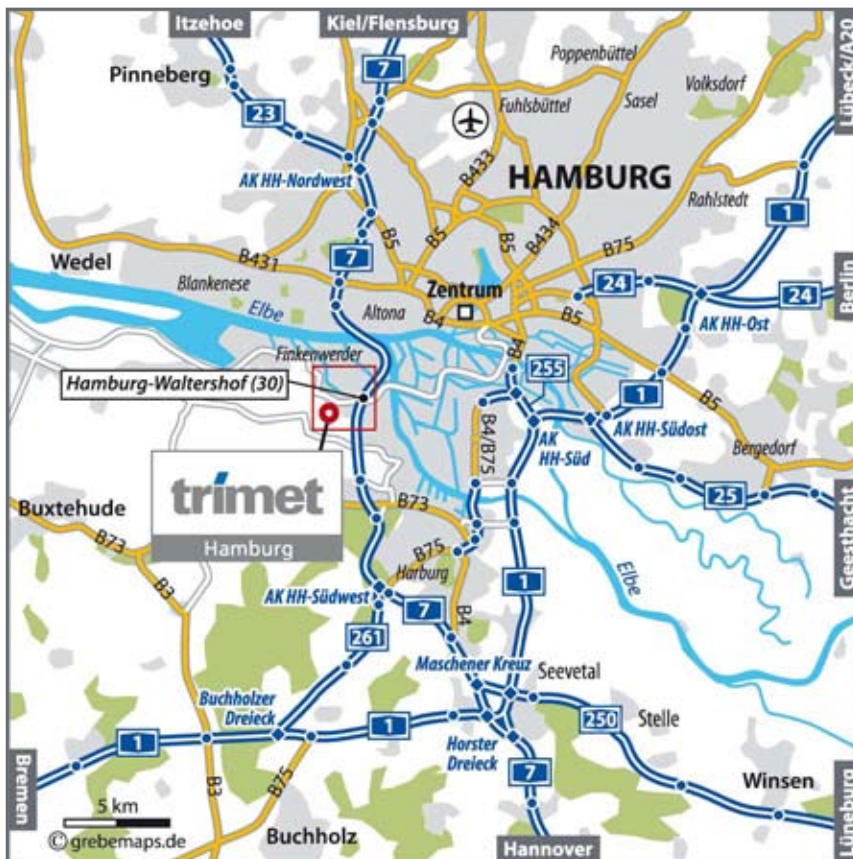 Itzehoe
Kiel/Flensburg
Lübeck/A20
Pinneberg
7
Poppenbüttel
Volksdorf
23
Fuhlsbüttel
Sasel
AK HH-Nordwest
B433
HAMBURG
Rahlstedt
1
B5
B5
B5
B434
B75
Wedel
B431
7
Blankenese
Elbe
Altona
Zentrum
B4
24
24
Berlin
B5
AK HH-Ost
Finkenwerder
B4
255
Hamburg-Waltershof (30)
1
B5
B4/B75
AK
HH-Süd
AK HH-Südost
Bergedorf
trimet
Hamburg
25
Geesthacht
Buxtehude
B73
B73
B3
B75
Harburg
Elbe
AK HH-Südwest
7
B4
1
261
Maschener Kreuz
Seevetal
Buchholzer
Dreieck
1
1
Horster
Dreieck
250
Stelle
Bremen
B3
B75
7
Winsen
Lüneburg
5 km
© grebemaps.de
Buchholz
Hannover